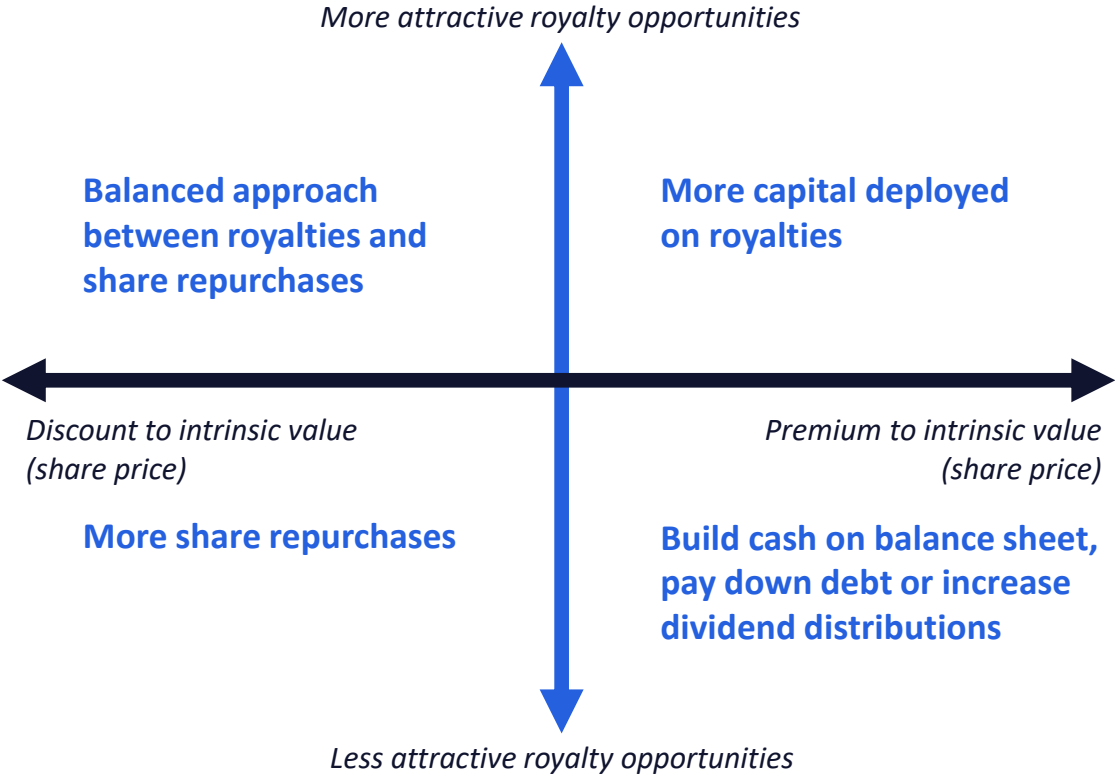 More attractive royalty opportunities
Balanced approach
between royalties and
share repurchases
More capital deployed
on royalties
Discount to intrinsic value
(share price)
Premium to intrinsic value
(share price)
More share repurchases
Build cash on balance sheet,
pay down debt or increase
dividend distributions
Less attractive royalty opportunities